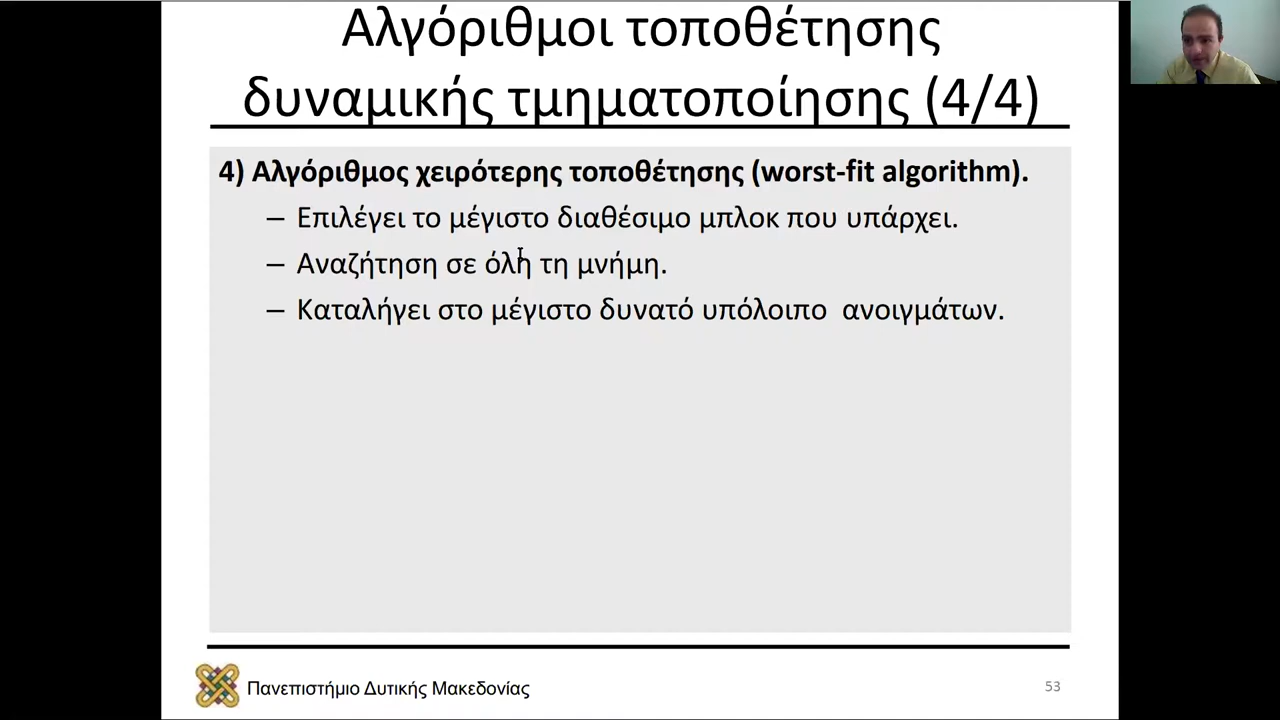 Αλγόριθμοι τοποθέτησης
δυναμικής τμηματοποίησης (4/4)
4) Αλγόριθμος χειρότερης τοποθέτησης (worst-fit algorithm).
– Επιλέγει το μέγιστο διαθέσιμο μπλοκ που υπάρχει.
– Αναζήτηση σε όλη τη μνήμη.
– Καταλήγει στο μέγιστο δυνατό υπόλοιπο ανοιγμάτων.
Πανεπιστήμιο Δυτικής Μακεδονίας
53